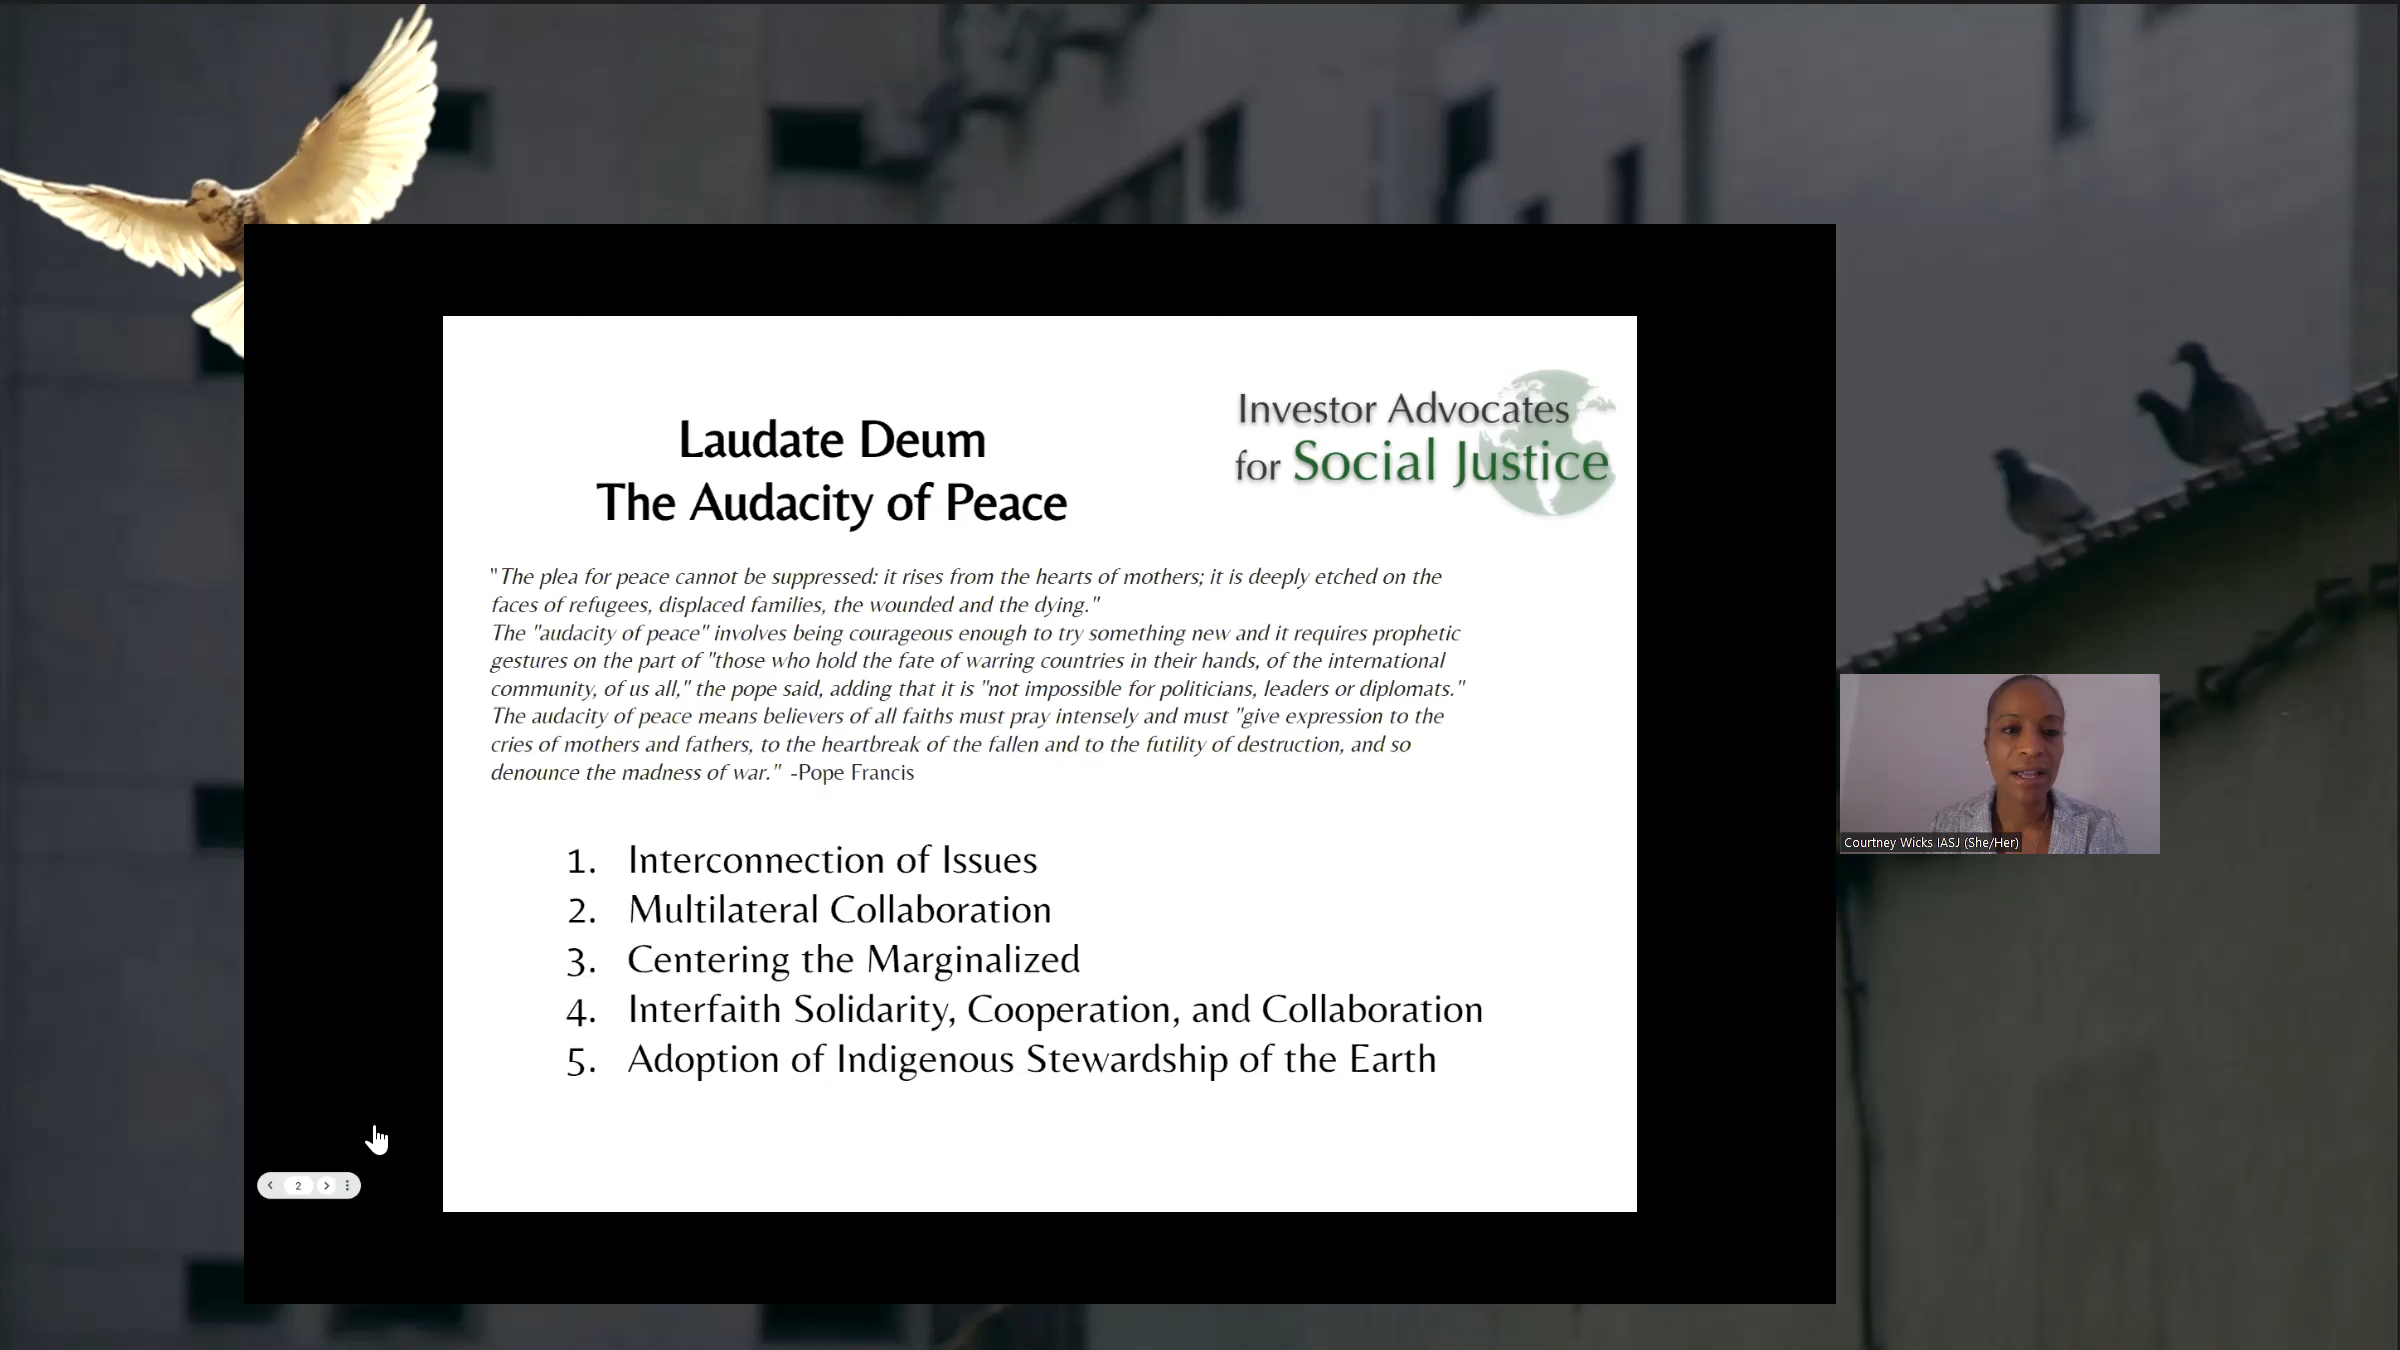 Investor Advocates
for Social Justice
Laudate Deum
The Audacity of Peace
"The plea for peace cannot be suppressed: it rises from the hearts of mothers; it is deeply etched on the
faces of refugees, displaced families, the wounded and the dying."
The "audacity of peace" involves being courageous enough to try something new and it requires prophetic
gestures on the part of "those who hold the fate of warring countries in their hands, of the international
community, of us all," the pope said, adding that it is "not impossible for politicians, leaders or diplomats."
The audacity of peace means believers of all faiths must pray intensely and must "give expression to the
cries of mothers and fathers, to the heartbreak of the fallen and to the futility of destruction, and so
denounce the madness of war." -Pope Francis
1. Interconnection of Issues
2. Multilateral Collaboration
3. Centering the Marginalized
4. Interfaith Solidarity, Cooperation, and Collaboration
5. Adoption of Indigenous Stewardship of the Earth
Courtney Wicks IASJ (She/Her)
2